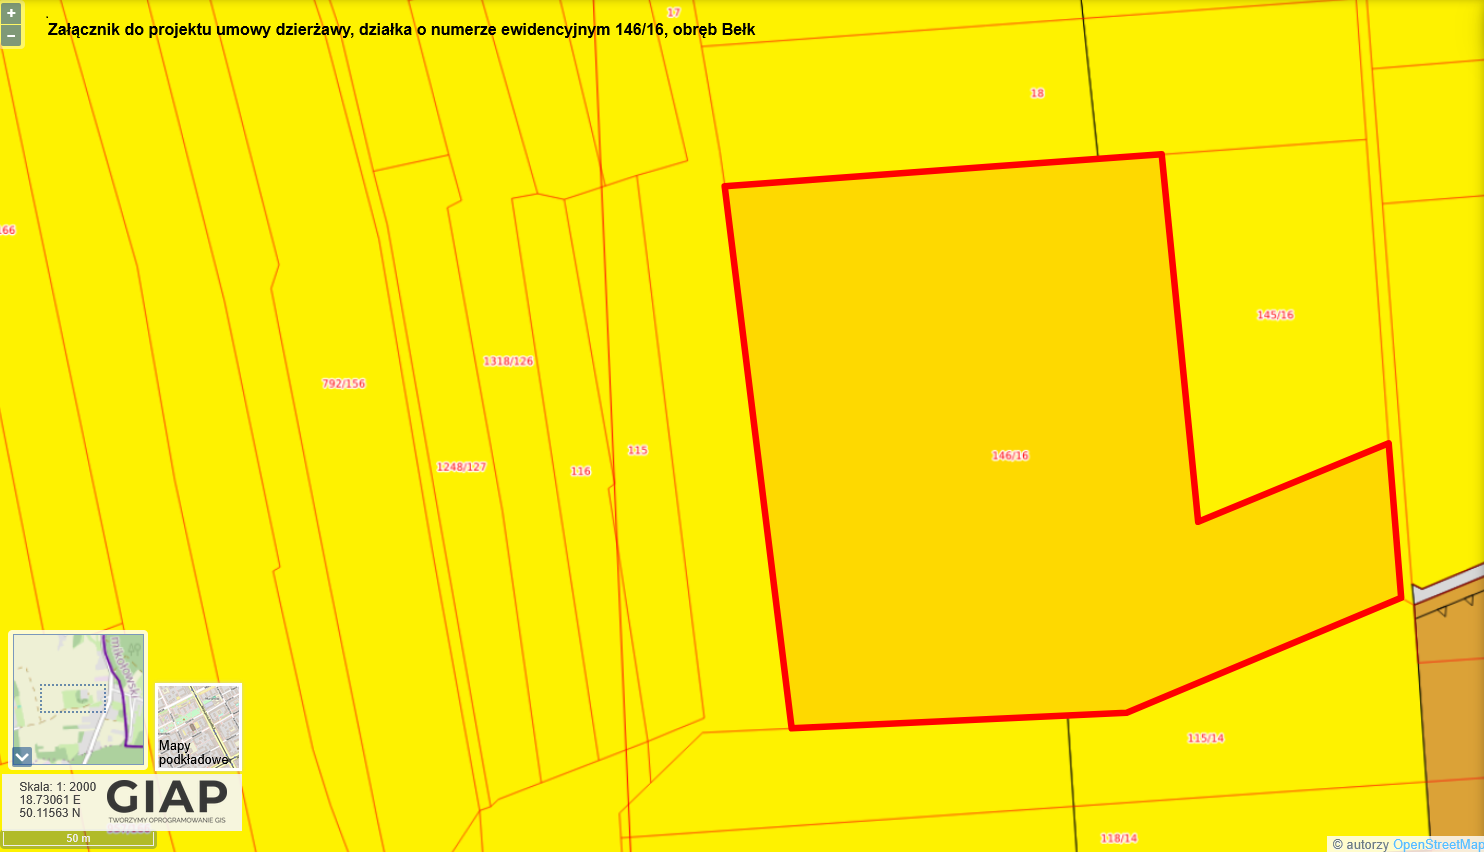 +
−
Załącznik do projektu umowy dzierżawy, działka o numerze ewidencyjnym 146/16, obręb Bełk
17
18
166
145/16
1318/126
792/156
115
146/16
1248/127
116
mikołowski
115/14
Mapy
podkładowe
Skala: 1: 2000
18.73061 E
50.11563 N
GIAP
TWORZYMY OPROGRAMOWANIE GIS
50 m
118/14
© autorzy OpenStreetMap